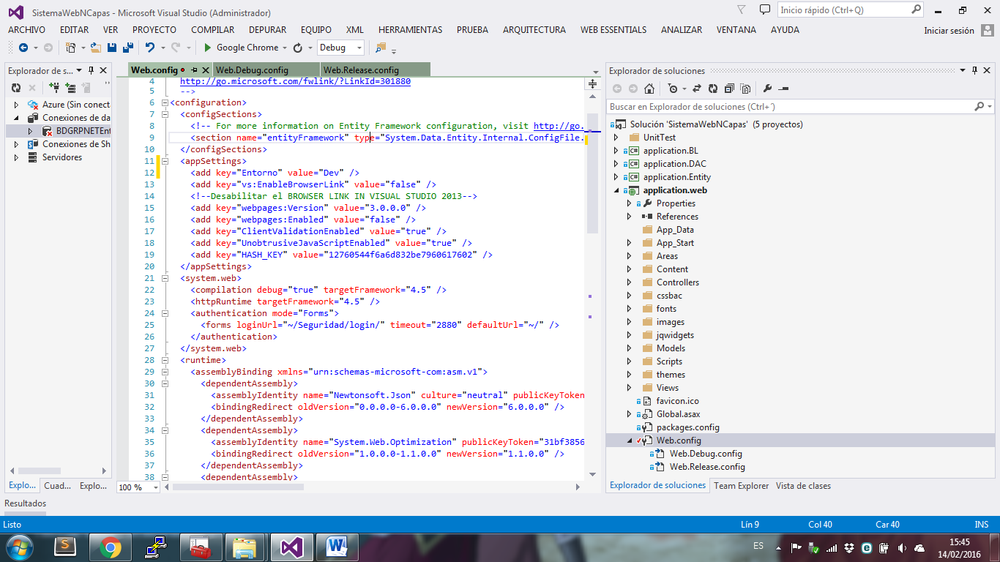 SistemaWebNCapas - Microsoft Visual Studio (Administrador)
Inicio rápido (Ctrl+Q)
ARCHIVO EDITAR VER PROYECTO COMPILAR DEPURAR EQUIPO XML HERRAMIENTAS PRUEBA ARQUITECTURA WEB ESSENTIALS ANALIZAR VENTANA AYUDA
Iniciar sesión
Google Chrome Debug
Explorador de s...
Azure (Sin conect
Conexiones de da
BDGRPNETEnt
Conexiones de Sh
Servidores
Explo... Cuad... Explo...
Web.config Web.Debug.config Web.Release.config
4 http://go.microsoft.com/fwlink/?LinkId=301880
5 -->
6 <configuration>
7 <configSections>
8 <!-- For more information on Entity Framework configuration, visit http://go.
9 <section name="entityFramework" type="System.Data.Entity.Internal.ConfigFile.
10 </configSections>
11 <appSettings>
12 <add key="Entorno" value="Dev" />
13 <add key="vs:EnableBrowserLink" value="false" />
14 <!--Desabilitar el BROWSER LINK IN VISUAL STUDIO 2013-->
15 <add key="webpages:Version" value="3.0.0.0" />
16 <add key="webpages:Enabled" value="false" />
17 <add key="ClientValidationEnabled" value="true" />
18 <add key="UnobtrusiveJavaScriptEnabled" value="true" />
19 <add key="HASH_KEY" value="12760544f6a6d832be7960617602" />
20 </appSettings>
21 <system.web>
22 <compilation debug="true" targetFramework="4.5" />
23 <httpRuntime targetFramework="4.5" />
24 <authentication mode="Forms">
25 <forms loginUrl="~/Seguridad/login/" timeout="2880" defaultUrl="~/" />
26 </authentication>
27 </system.web>
28 <runtime>
29 <assemblyBinding xmlns="urn:schemas-microsoft-com:asm.v1">
30 <dependentAssembly>
31 <assemblyIdentity name="Newtonsoft.Json" culture="neutral" publicKeyToken
32 <bindingRedirect oldVersion="0.0.0.0-6.0.0.0" newVersion="6.0.0.0" />
33 </dependentAssembly>
34 <dependentAssembly>
35 <assemblyIdentity name="System.Web.Optimization" publicKeyToken="31bf3856
36 <bindingRedirect oldVersion="1.0.0.0-1.1.0.0" newVersion="1.1.0.0" />
37 </dependentAssembly>
38 <dependentAssembly>
100 %
Explorador de soluciones
Buscar en Explorador de soluciones (Ctrl+´)
Solución 'SistemaWebNCapas' (5 proyectos)
UnitTest
application.BL
application.DAC
application.Entity
application.web
Properties
References
App_Data
App_Start
Areas
Content
Controllers
cssbac
fonts
images
jqwidgets
Models
Scripts
themes
Views
favicon.ico
Global.asax
packages.config
Web.config
Web.Debug.config
Web.Release.config
Explorador de soluciones Team Explorer Vista de clases
Resultados
Listo Lín 9 Col 40 Car 40 INS
ES
15:45
14/02/2016